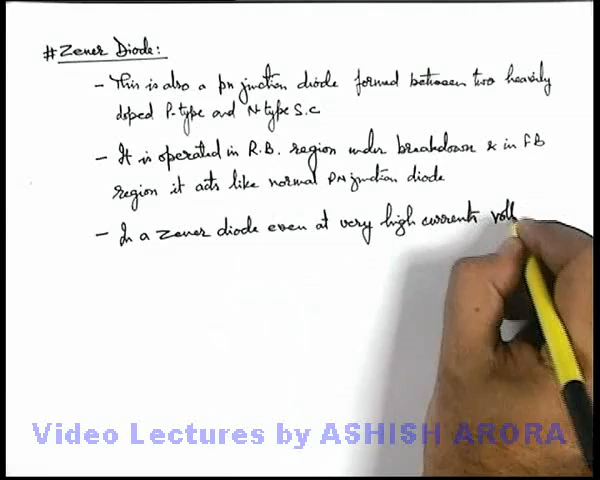 # Zener Diode:
- This is also a pn junction diode formed between two heavily
doped P-type and N-type S.C
- It is operated in R.B. region under breakdown & in F.B
region it acts like normal PN junction diode
- In a zener diode even at very high currents volt
Video Lectures by ASHISH ARORA